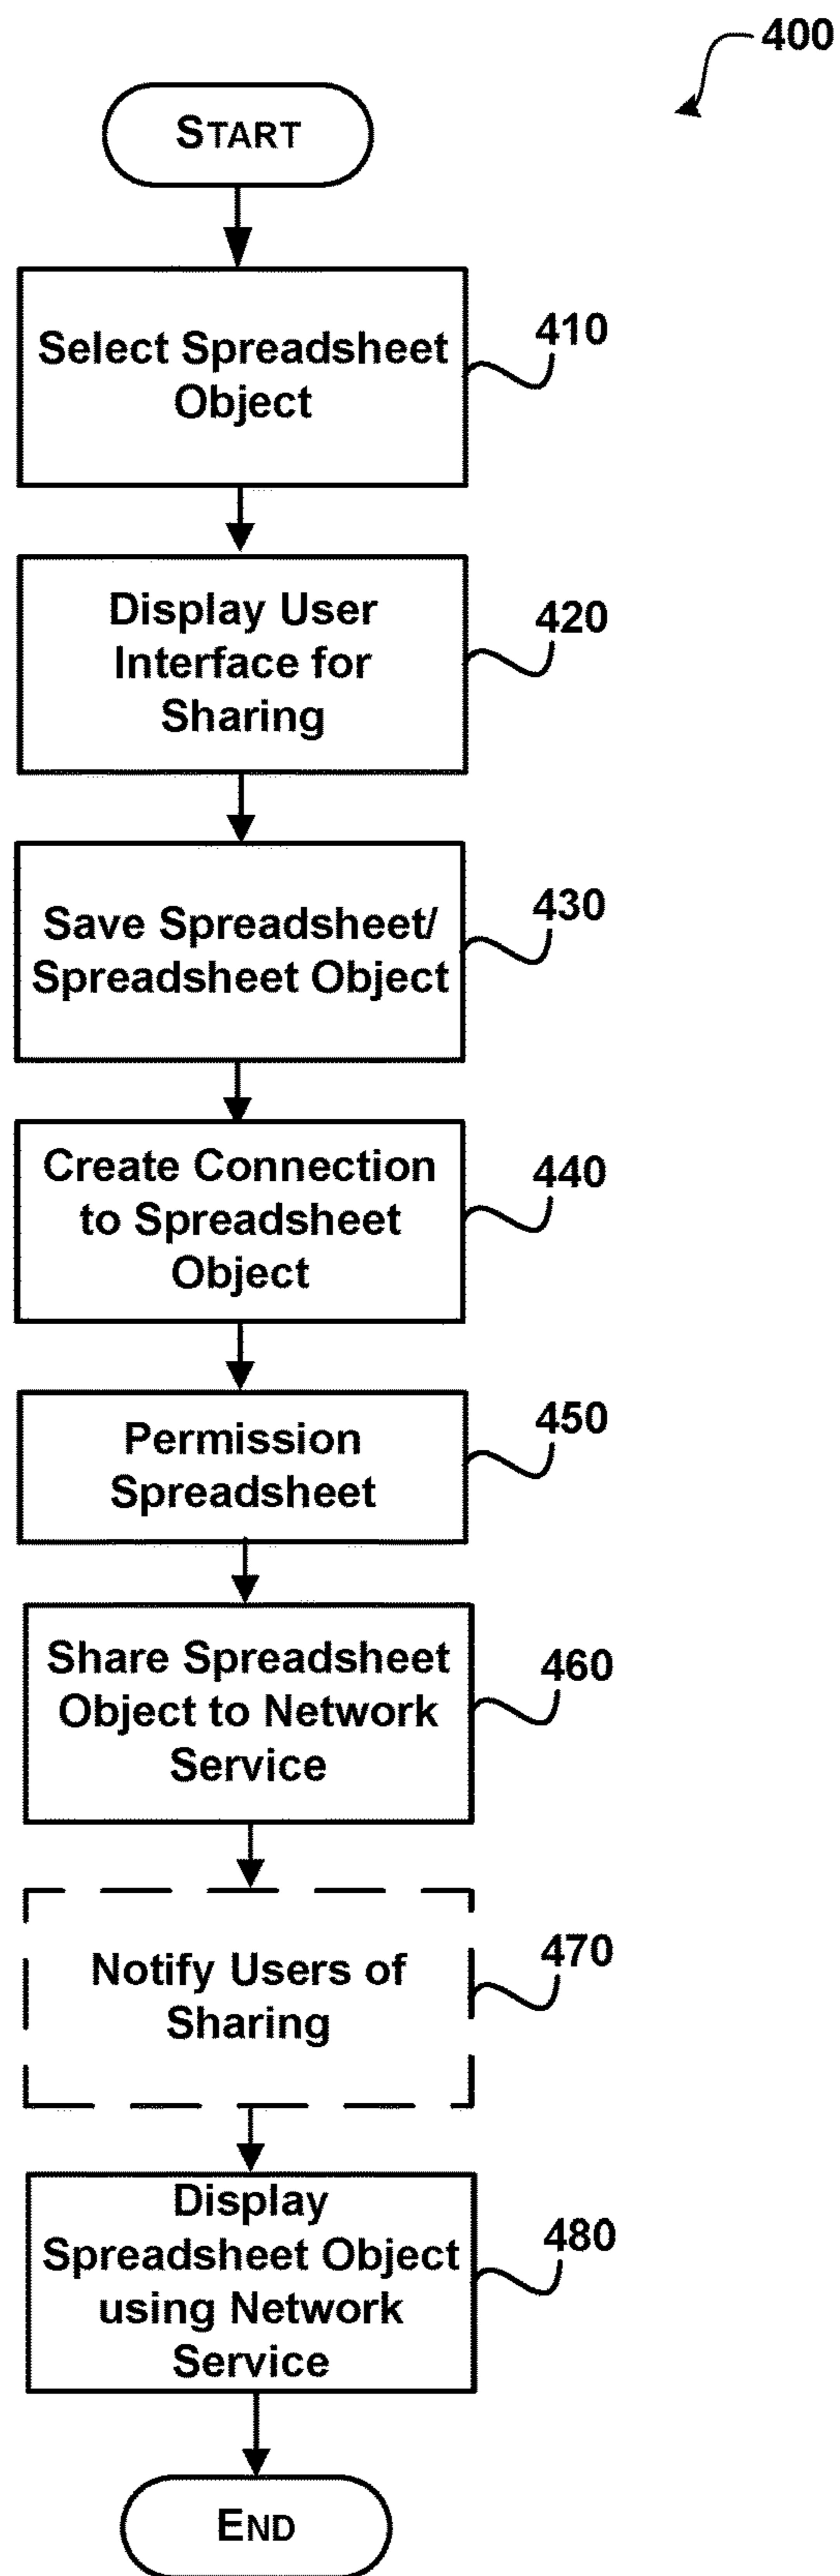 400
START
Select Spreadsheet
Object
410
Display User
Interface for
Sharing
420
Save Spreadsheet/
Spreadsheet Object
430
Create Connection
to Spreadsheet
Object
440
Permission
Spreadsheet
450
Share Spreadsheet
Object to Network
Service
460
Notify Users of
Sharing
470
Display
Spreadsheet Object
using Network
Service
480
END